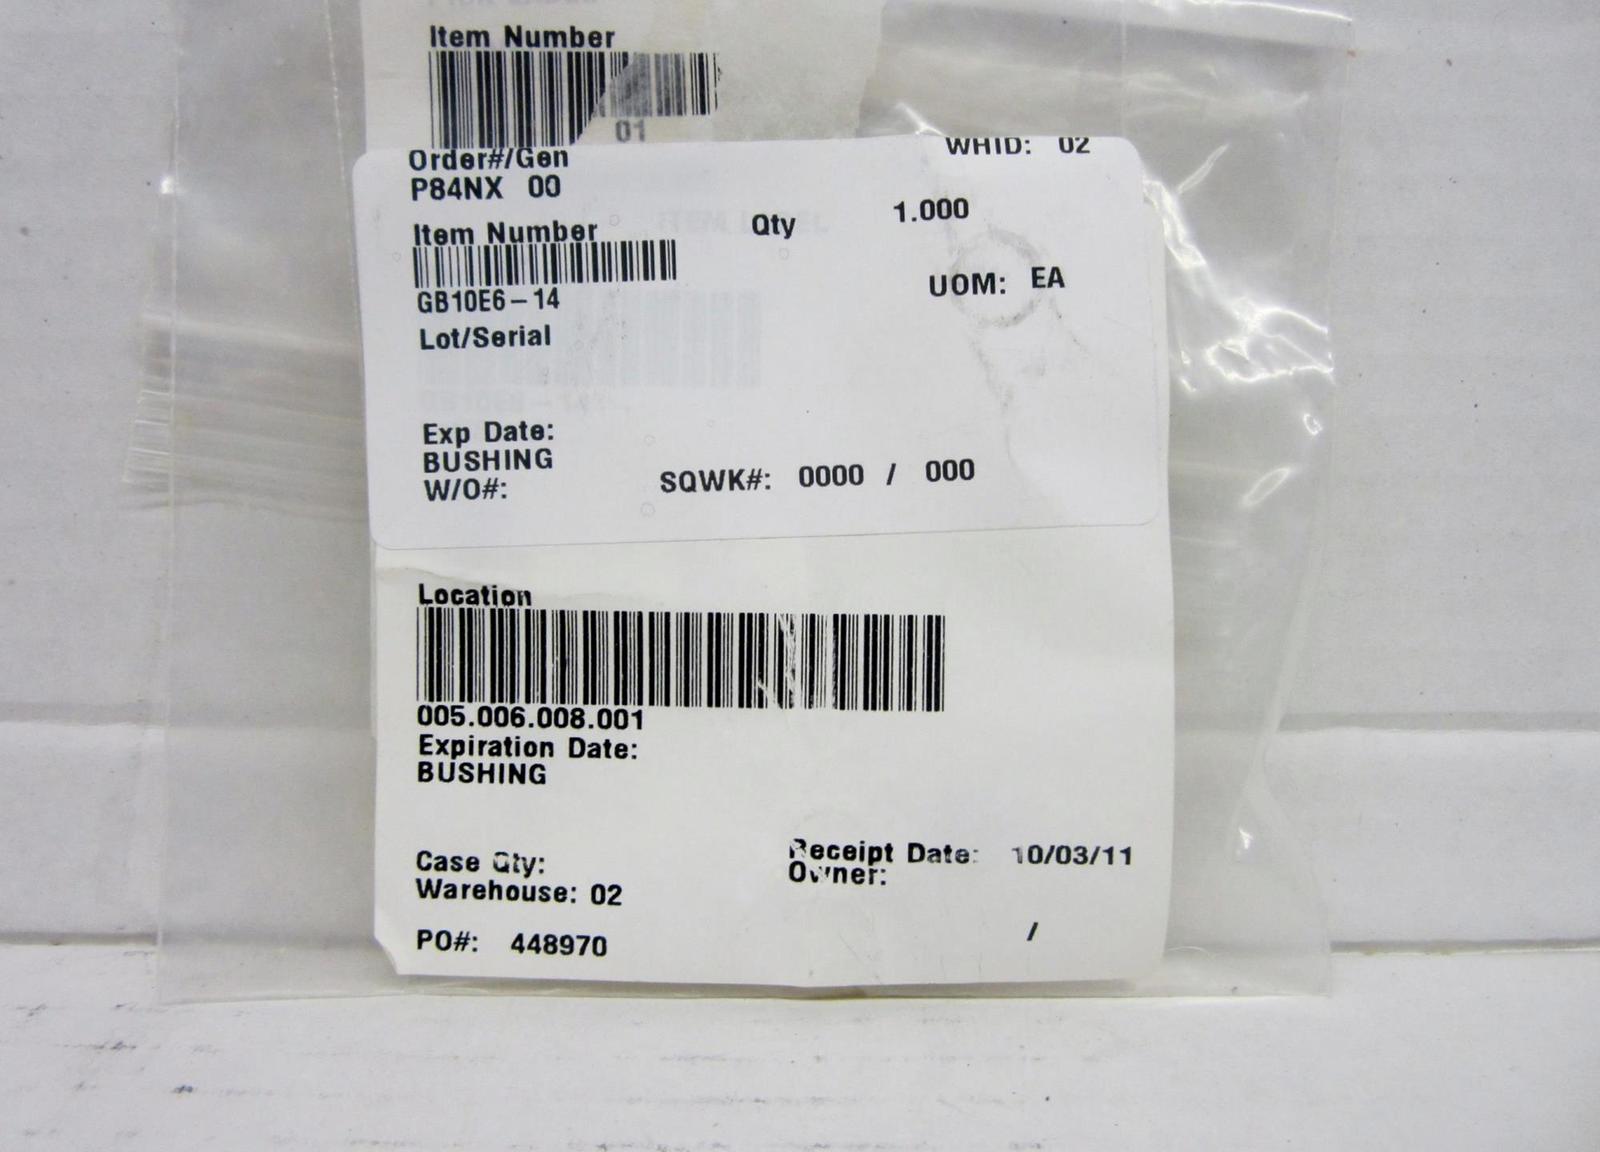 Item Number
01
WHID: 02
Order#/Gen
P84NX 00
Item Number Qty 1.000
GB10E6-14 UOM: EA
Lot/Serial
Exp Date:
BUSHING
W/O#: SQWK#: 0000 / 000
Location
005.006.008.001
Expiration Date:
BUSHING
Case Qty: Receipt Date: 10/03/11
Warehouse: 02 Owner:
PO#: 448970 /